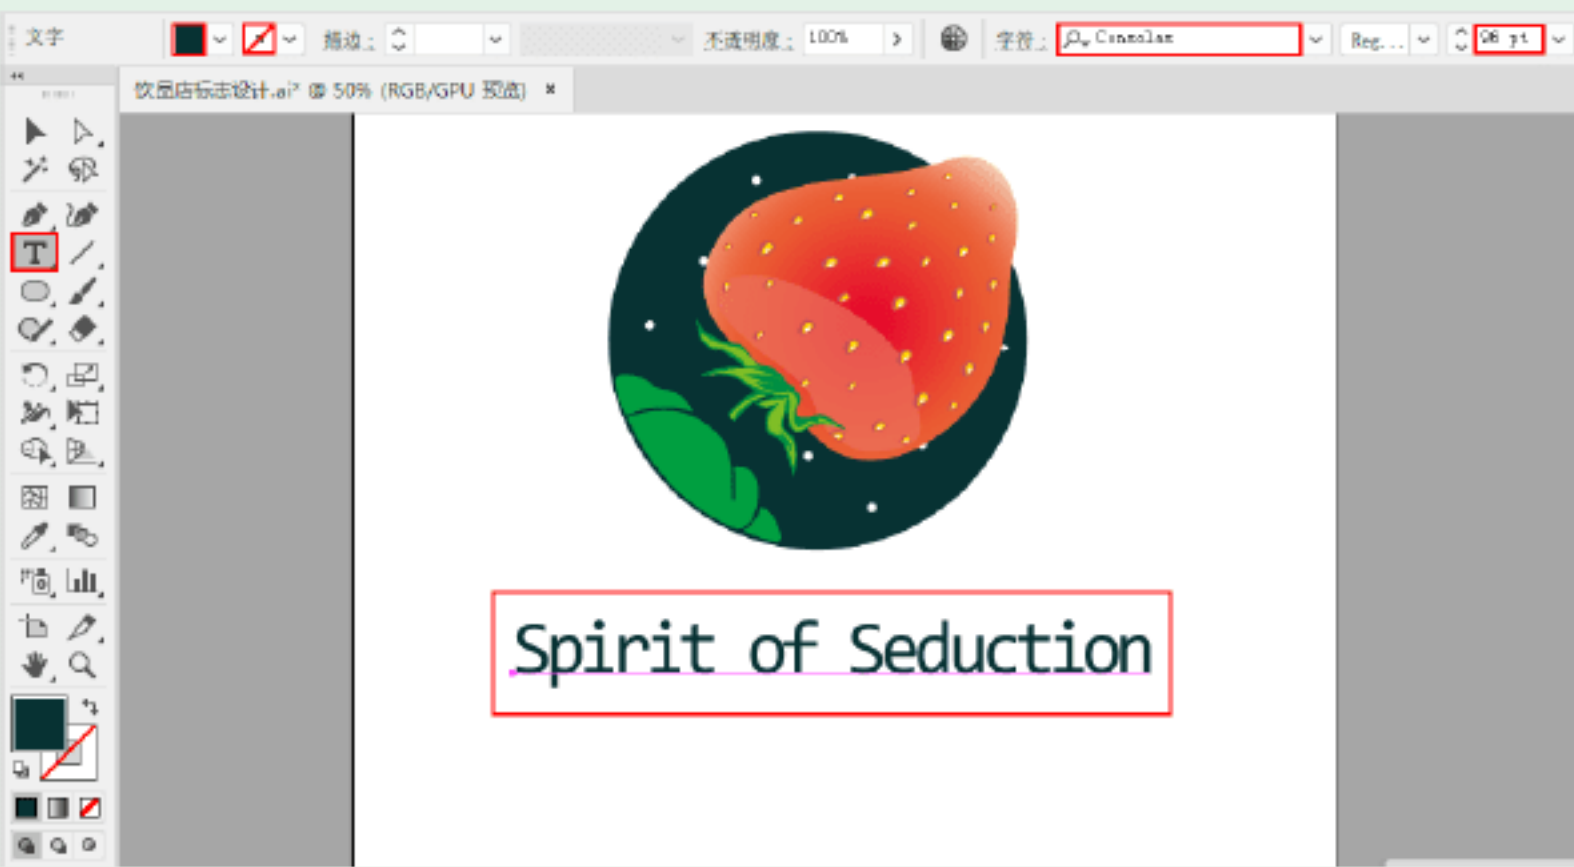 文字 描边： 不透明度： 100% 字符： Consolas Reg... 96 pt
饮品店标志设计.ai* @ 50% (RGB/GPU 预览) ×
Spirit of Seduction